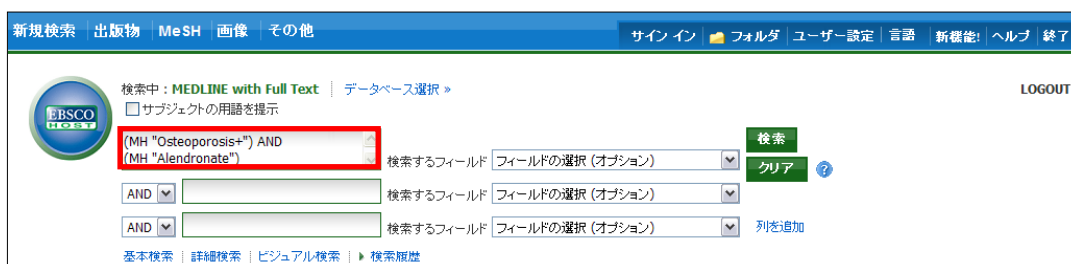 新規検索 出版物 MeSH 画像 その他 サイン イン フォルダ ユーザー設定 言語 新機能! ヘルプ 終了
検索中 : MEDLINE with Full Text データベース選択 »
LOGOUT
サブジェクトの用語を提示
EBSCO
HOST
(MH "Osteoporosis+") AND
(MH "Alendronate")
検索するフィールド フィールドの選択 (オプション)
検索
クリア ?
AND 検索するフィールド フィールドの選択 (オプション)
AND 検索するフィールド フィールドの選択 (オプション) 列を追加
基本検索 詳細検索 ビジュアル検索 検索履歴